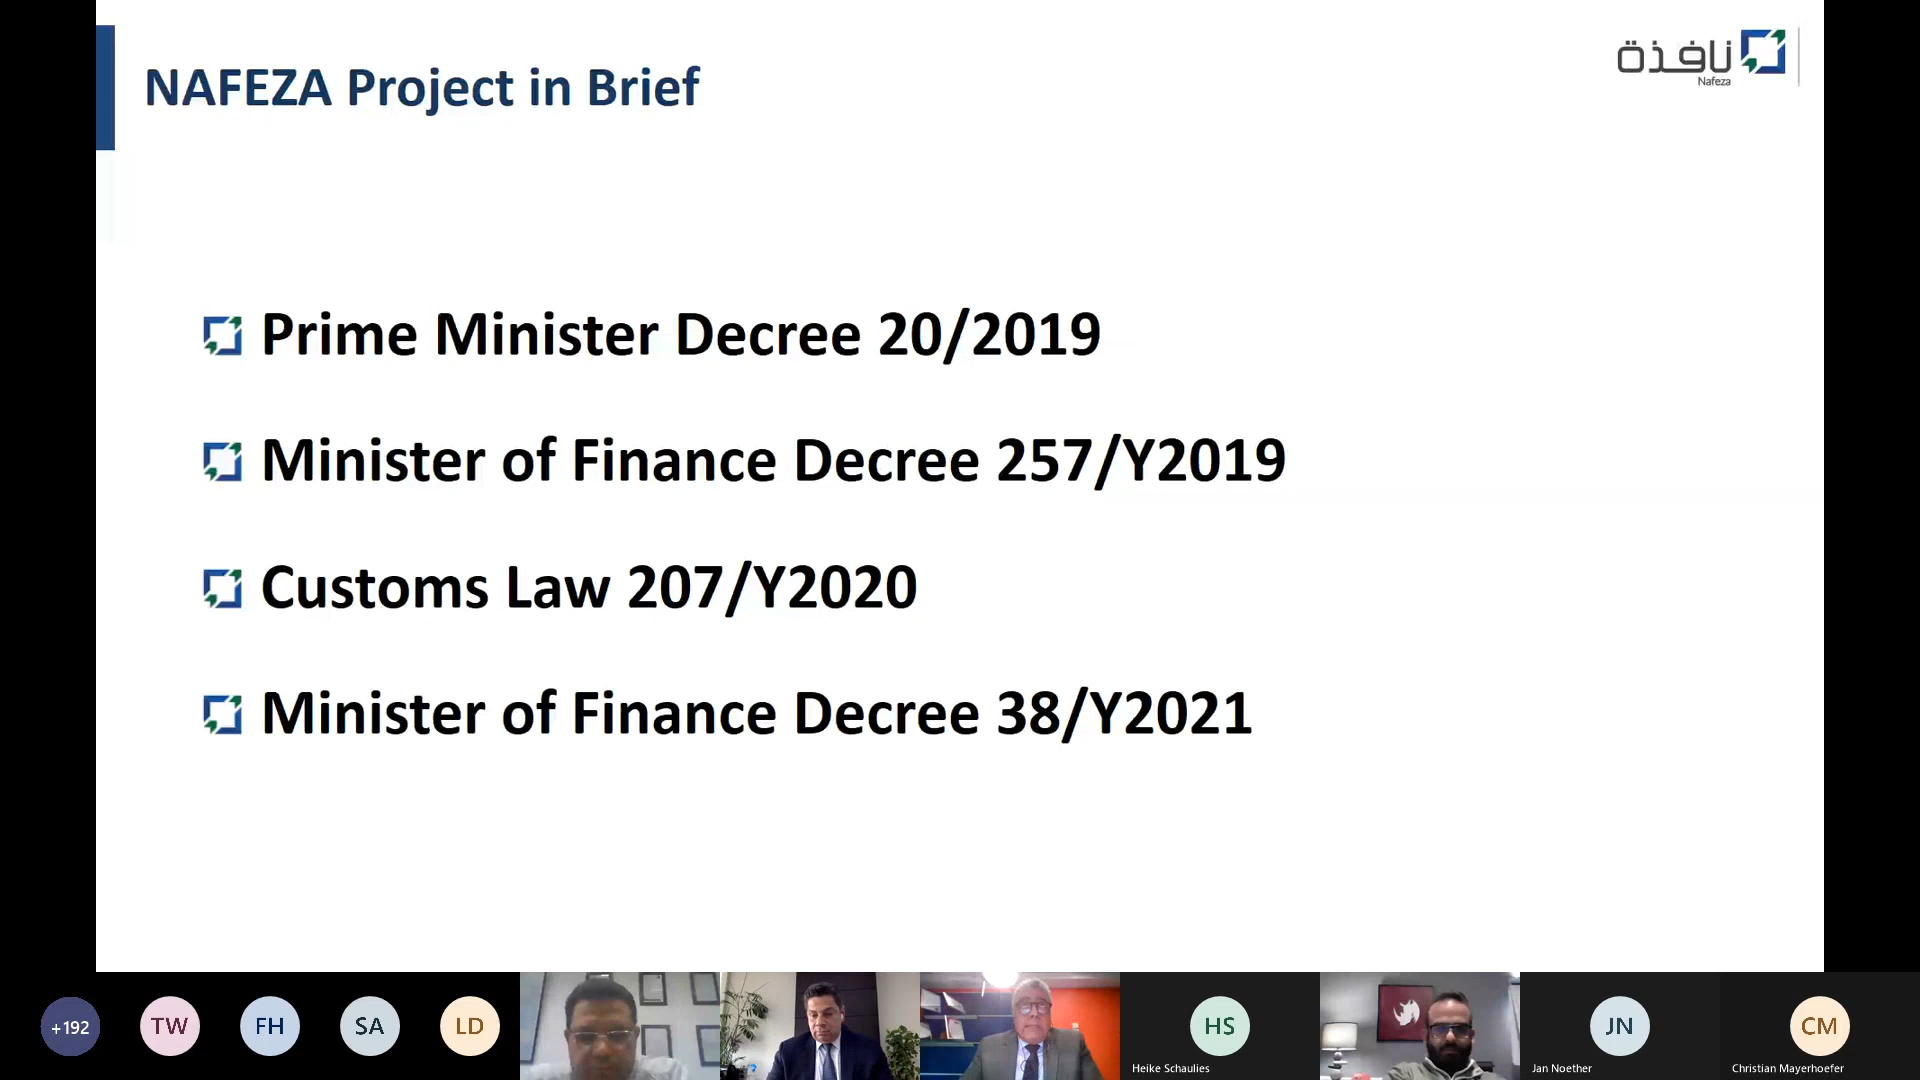 NAFEZA Project in Brief
نافذة
Nafeza
Prime Minister Decree 20/2019
Minister of Finance Decree 257/Y2019
Customs Law 207/Y2020
Minister of Finance Decree 38/Y2021
+192
TW
FH
SA
LD
HS
Heike Schaulies
JN
Jan Noether
CM
Christian Mayerhoefer